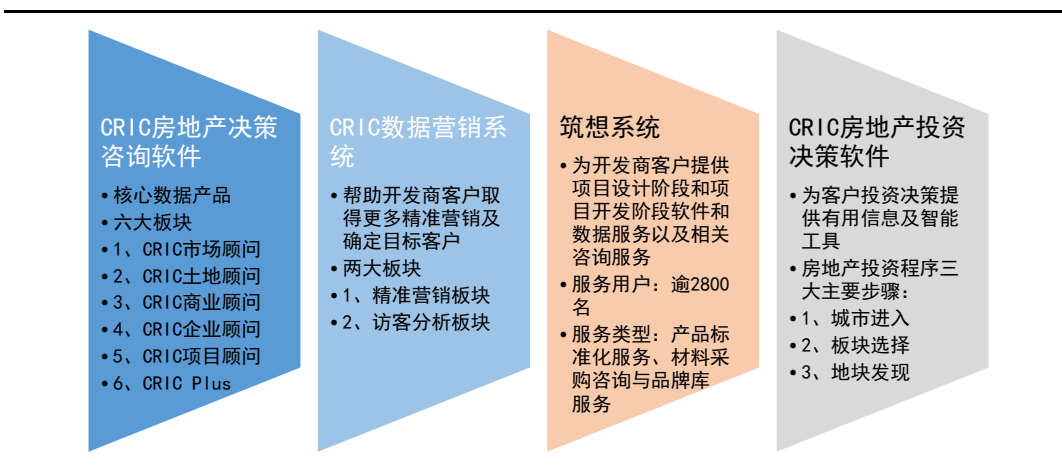 CRIC房地产决策
咨询软件
•核心数据产品
•六大板块
•1、CRIC市场顾问
•2、CRIC土地顾问
•3、CRIC商业顾问
•4、CRIC企业顾问
•5、CRIC项目顾问
•6、CRIC Plus
CRIC数据营销系
统
•帮助开发商客户取
得更多精准营销及
确定目标客户
•两大板块
•1、精准营销板块
•2、访客分析板块
筑想系统
•为开发商客户提供
项目设计阶段和项
目开发阶段软件和
数据服务以及相关
咨询服务
•服务用户：逾2800
名
•服务类型：产品标
准化服务、材料采
购咨询与品牌库
服务
CRIC房地产投资
决策软件
•为客户投资决策提
供有用信息及智能
工具
•房地产投资程序三
大主要步骤：
•1、城市进入
•2、板块选择
•3、地块发现